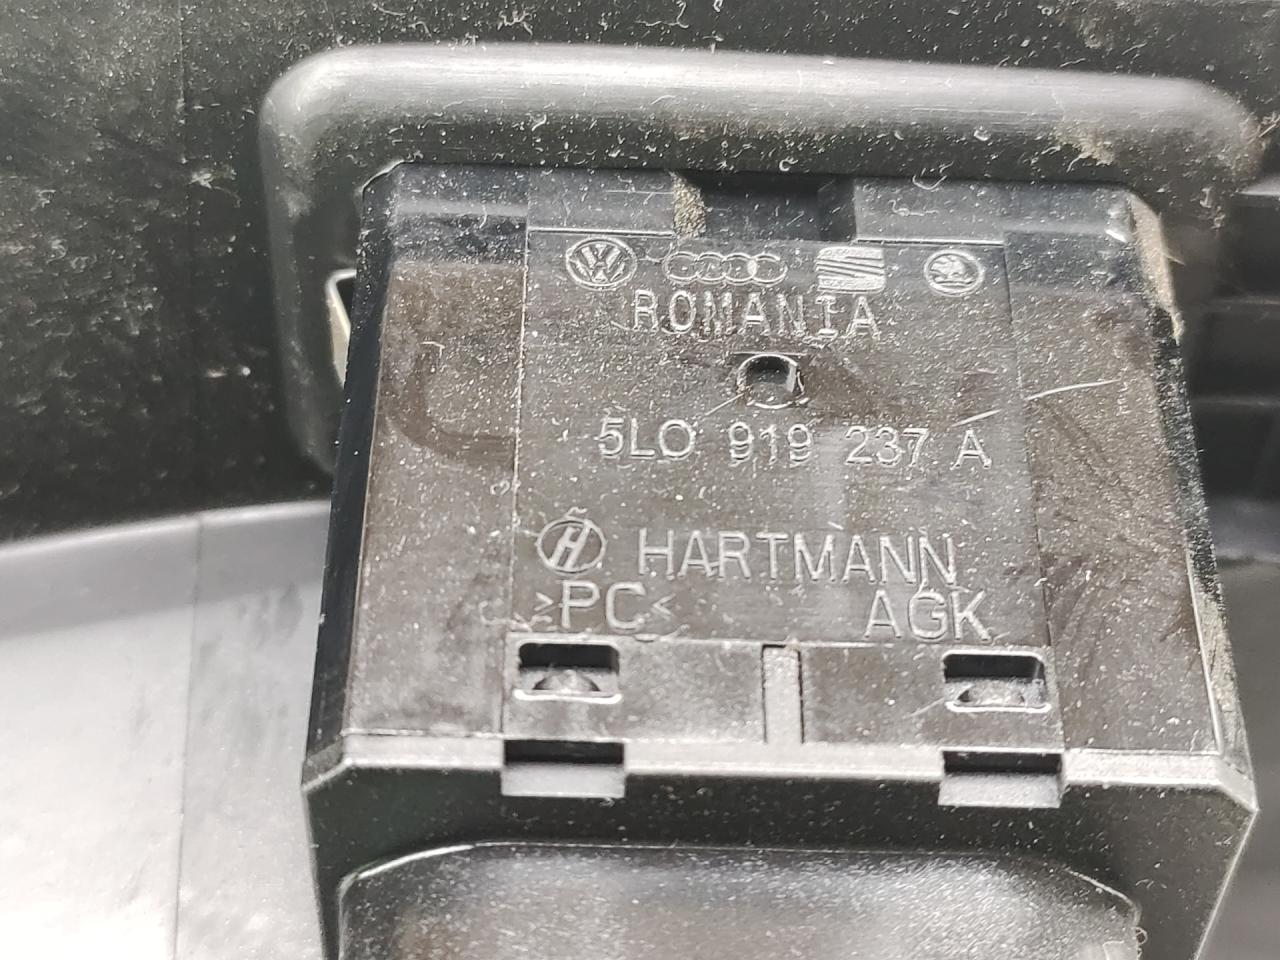 ROMANIA
5L0 919 237 A
H HARTMANN
>PC< AGK